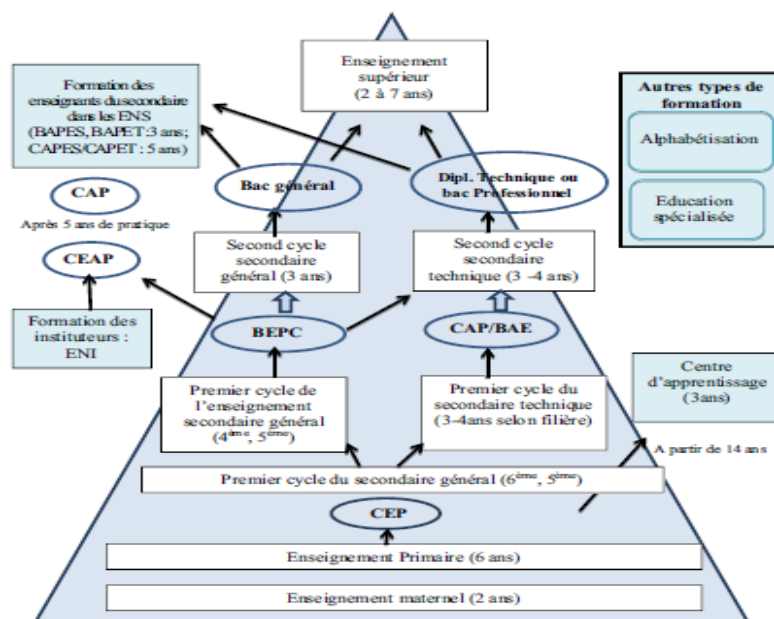 Enseignement
supérieur
(2 à 7 ans)
Formation des
enseignants du secondaire
dans les ENS
(BAPES, BAPET :3 ans;
CAPES/CAPET : 5 ans)
Autres types de
formation
Alphabétisation
Education
spécialisée
CAP
Après 5 ans de pratique
CEAP
Formation des
instituteurs :
ENI
Bac général
Dipl. Technique ou
bac Professionnel
Second cycle
secondaire
général (3 ans)
Second cycle
secondaire
technique (3 -4 ans)
BEPC
CAP/BAE
Premier cycle de
l'enseignement
secondaire général
(4ème, 5ème)
Premier cycle du
secondaire technique
(3-4ans selon filière)
Centre
d'apprentissage
(3ans)
A partir de 14 ans
Premier cycle du secondaire général (6ème, 5ème)
CEP
Enseignement Primaire (6 ans)
Enseignement maternel (2 ans)